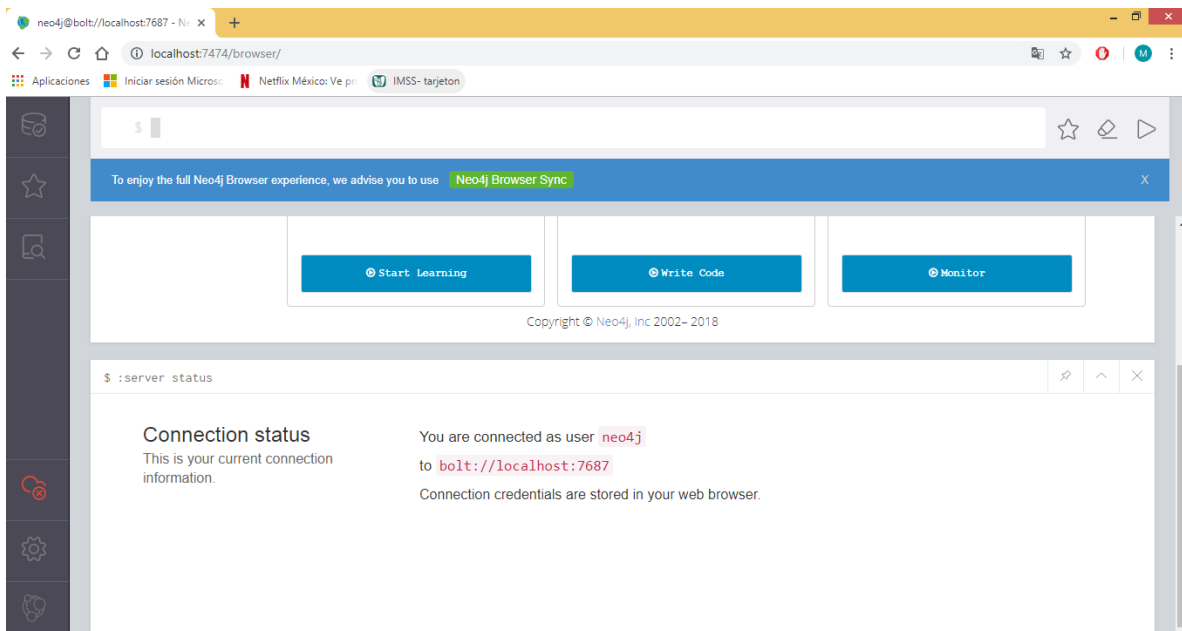 neo4j@bolt://localhost:7687 - Ne
localhost:7474/browser/
M
Aplicaciones Iniciar sesión Microso Netflix México: Ve pr IMSS- tarjeton
$
To enjoy the full Neo4j Browser experience, we advise you to use Neo4j Browser Sync X
Start Learning Write Code Monitor
Copyright © Neo4j, Inc 2002– 2018
$ :server status
Connection status
This is your current connection
information.
You are connected as user neo4j
to bolt://localhost:7687
Connection credentials are stored in your web browser.